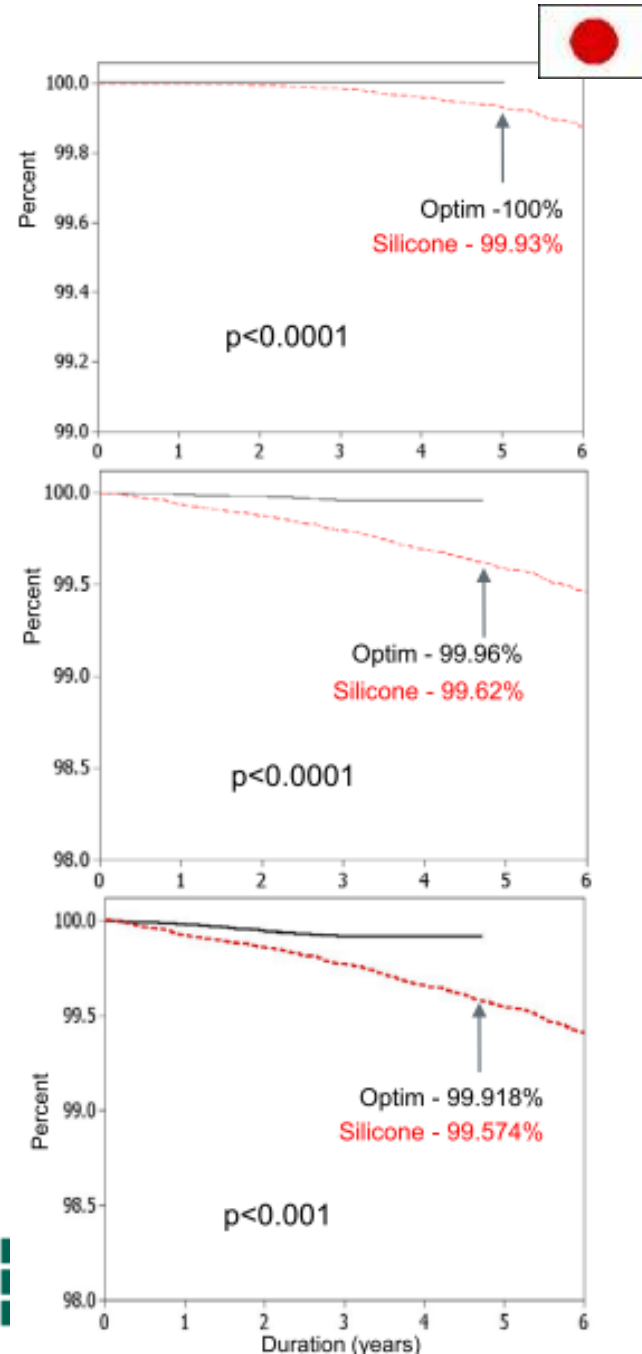 100.0
99.8
99.6
99.4
99.2
99.0
Percent
Optim -100%
Silicone - 99.93%
p<0.0001
0 1 2 3 4 5 6
100.0
99.5
99.0
98.5
98.0
Percent
Optim - 99.96%
Silicone - 99.62%
p<0.0001
0 1 2 3 4 5 6
100.0
99.5
99.0
98.5
98.0
Percent
Optim - 99.918%
Silicone - 99.574%
p<0.001
0 1 2 3 4 5 6
Duration (years)